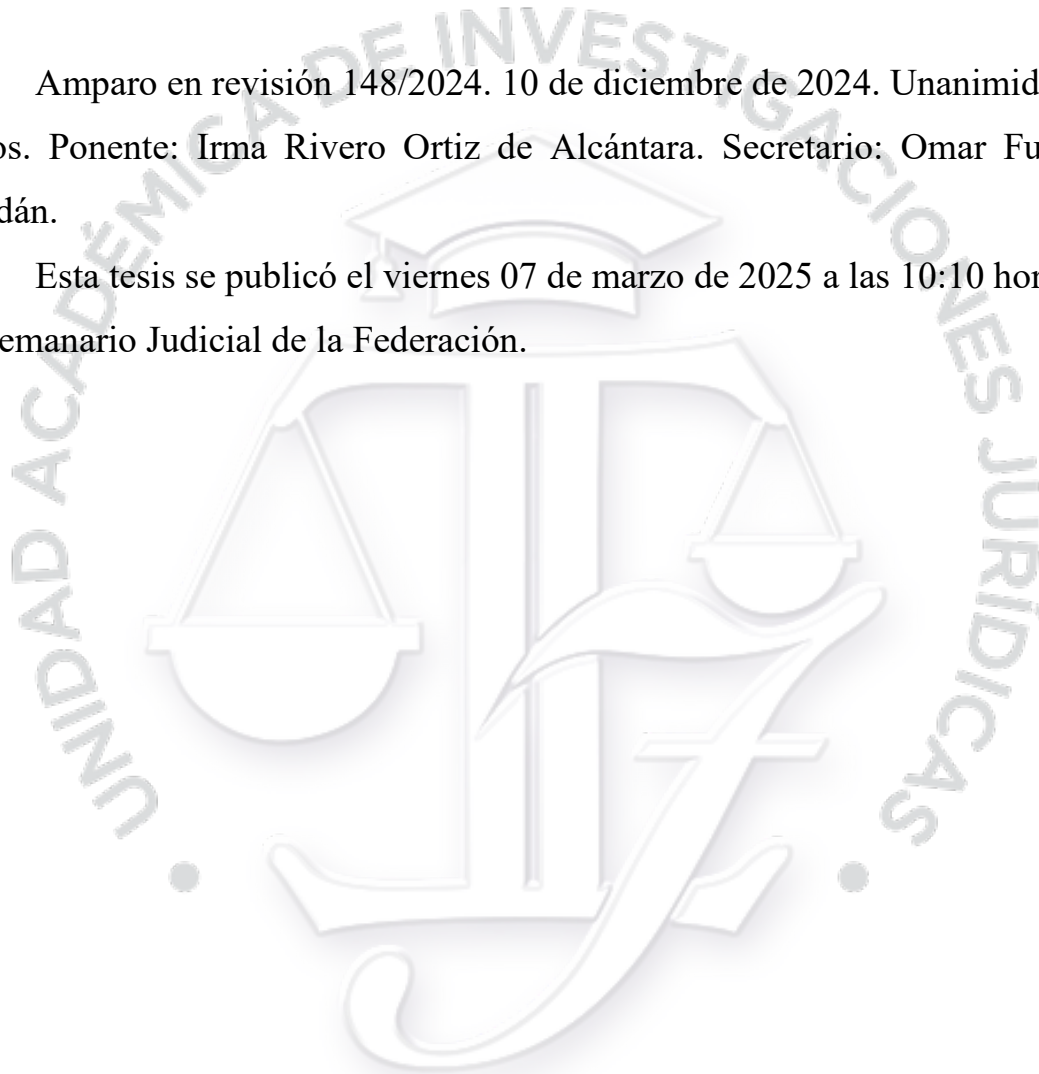 Amparo en revisión 148/2024. 10 de diciembre de 2024. Unanimid
os. Ponente: Irma Rivero Ortiz de Alcántara. Secretario: Omar Fu
dán.
Esta tesis se publicó el viernes 07 de marzo de 2025 a las 10:10 hor
emanario Judicial de la Federación.
UNIDAD ACADÉMICA DE INVESTIGACIONES JURÍDICAS